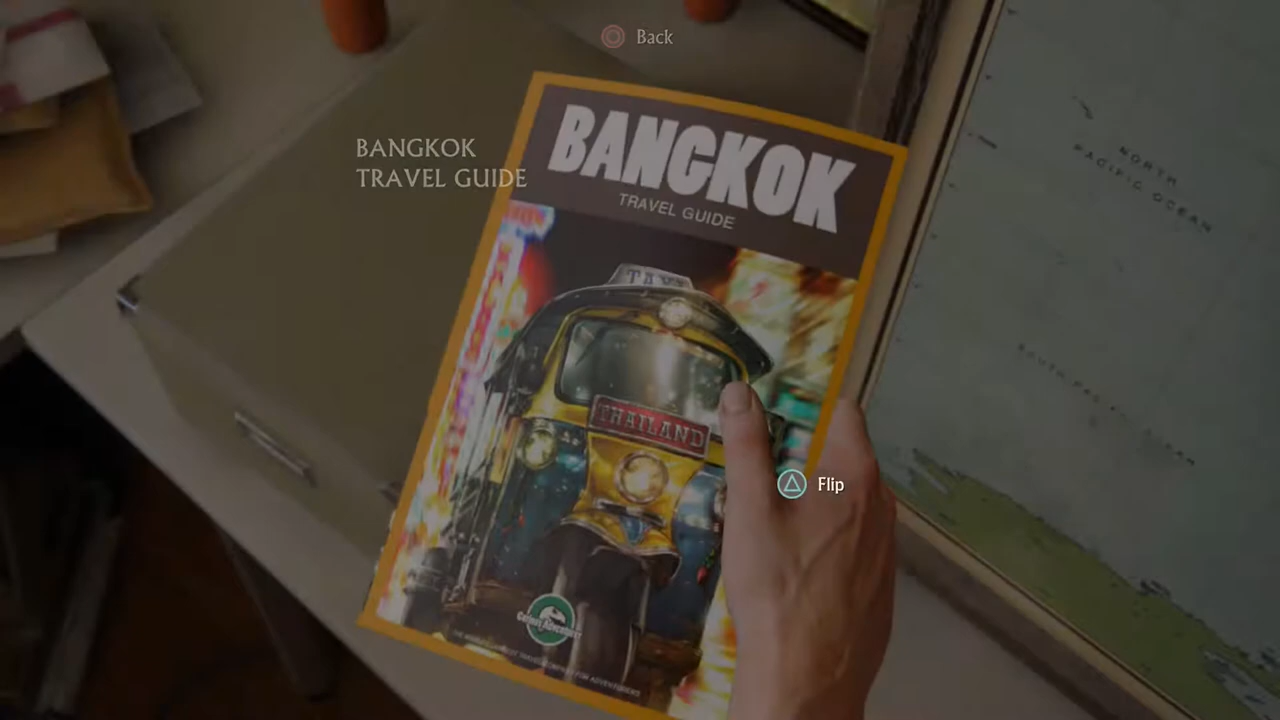 Back
BANGKOK
TRAVEL GUIDE
BANGKOK
TRAVEL GUIDE
TAXI
THAILAND
Flip
NORTH
PACIFIC OCEAN